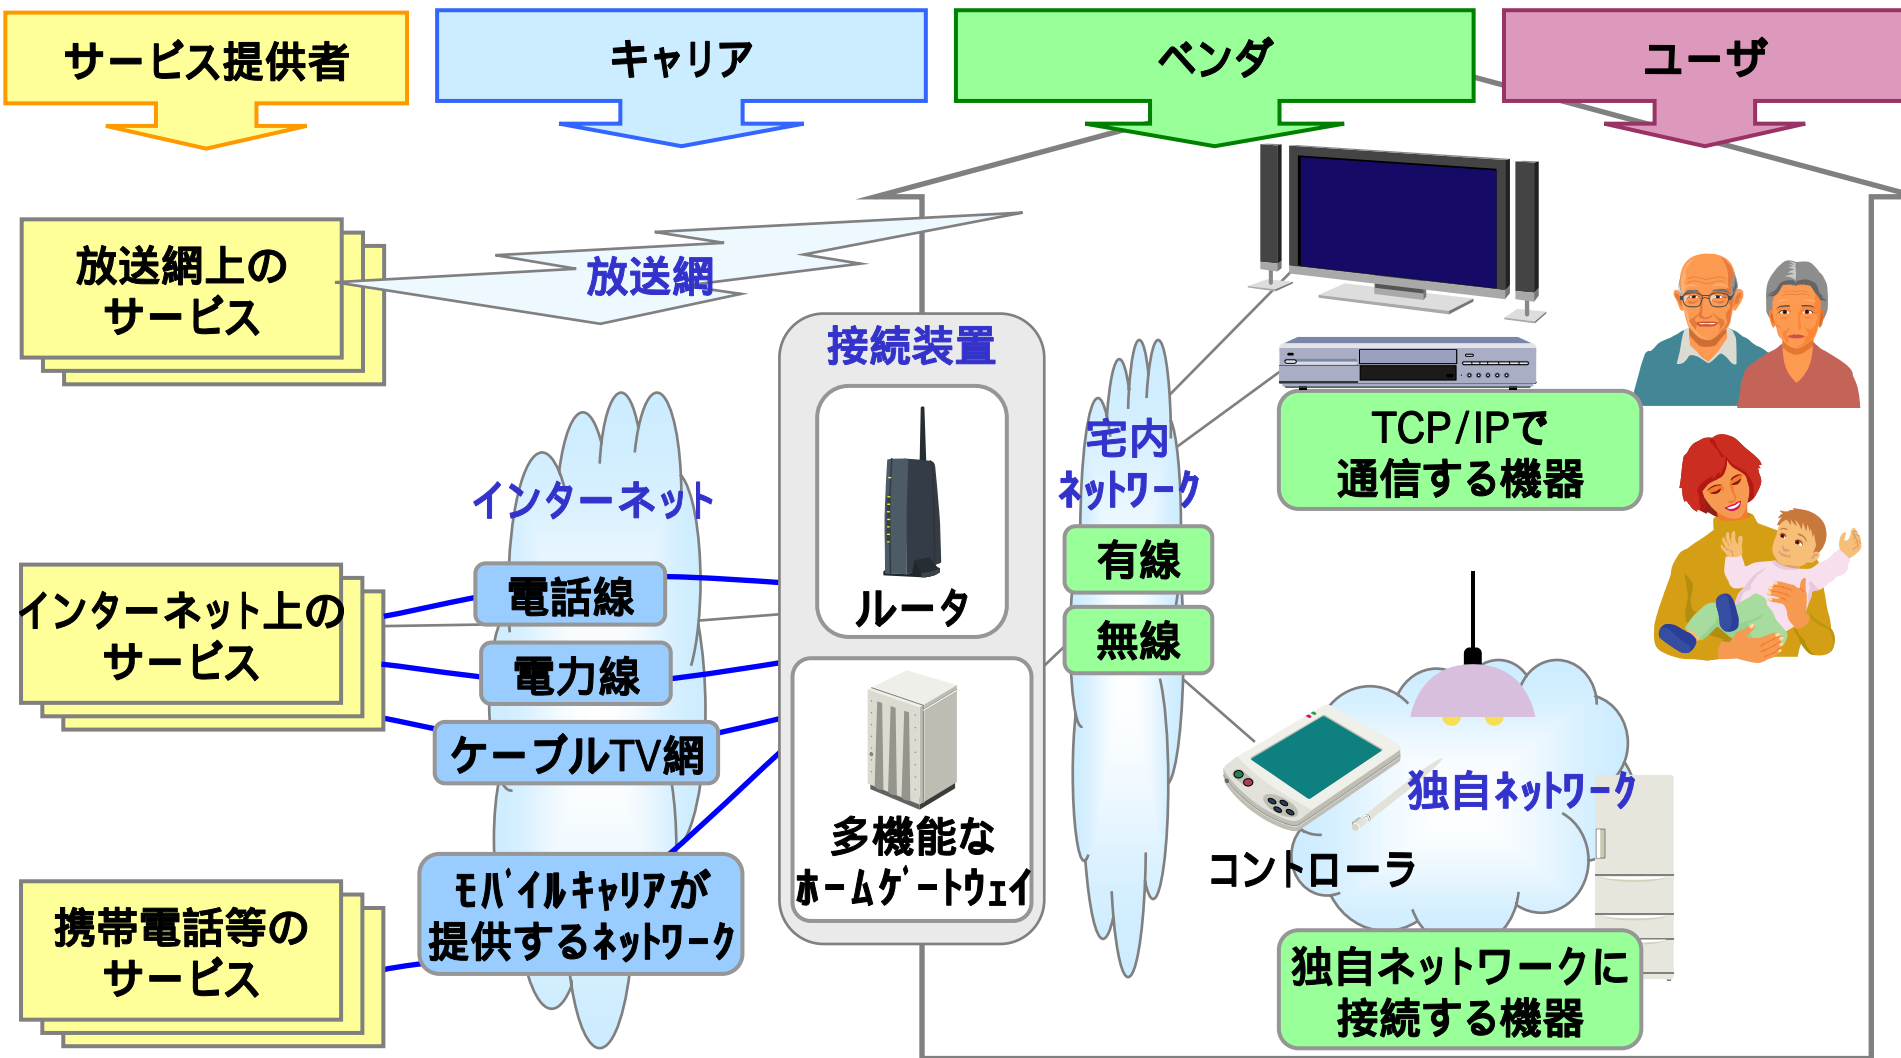 サービス提供者
キャリア
ベンダ
ユーザ
放送網上の
サービス
放送網
接続装置
ルータ
多機能な
ホームゲートウェイ
インターネット
インターネット上の
サービス
電話線
電力線
ケーブルTV網
モバイルキャリアが
提供するネットワーク
携帯電話等の
サービス
宅内
ネットワーク
有線
無線
TCP/IPで
通信する機器
独自ネットワーク
コントローラ
独自ネットワークに
接続する機器